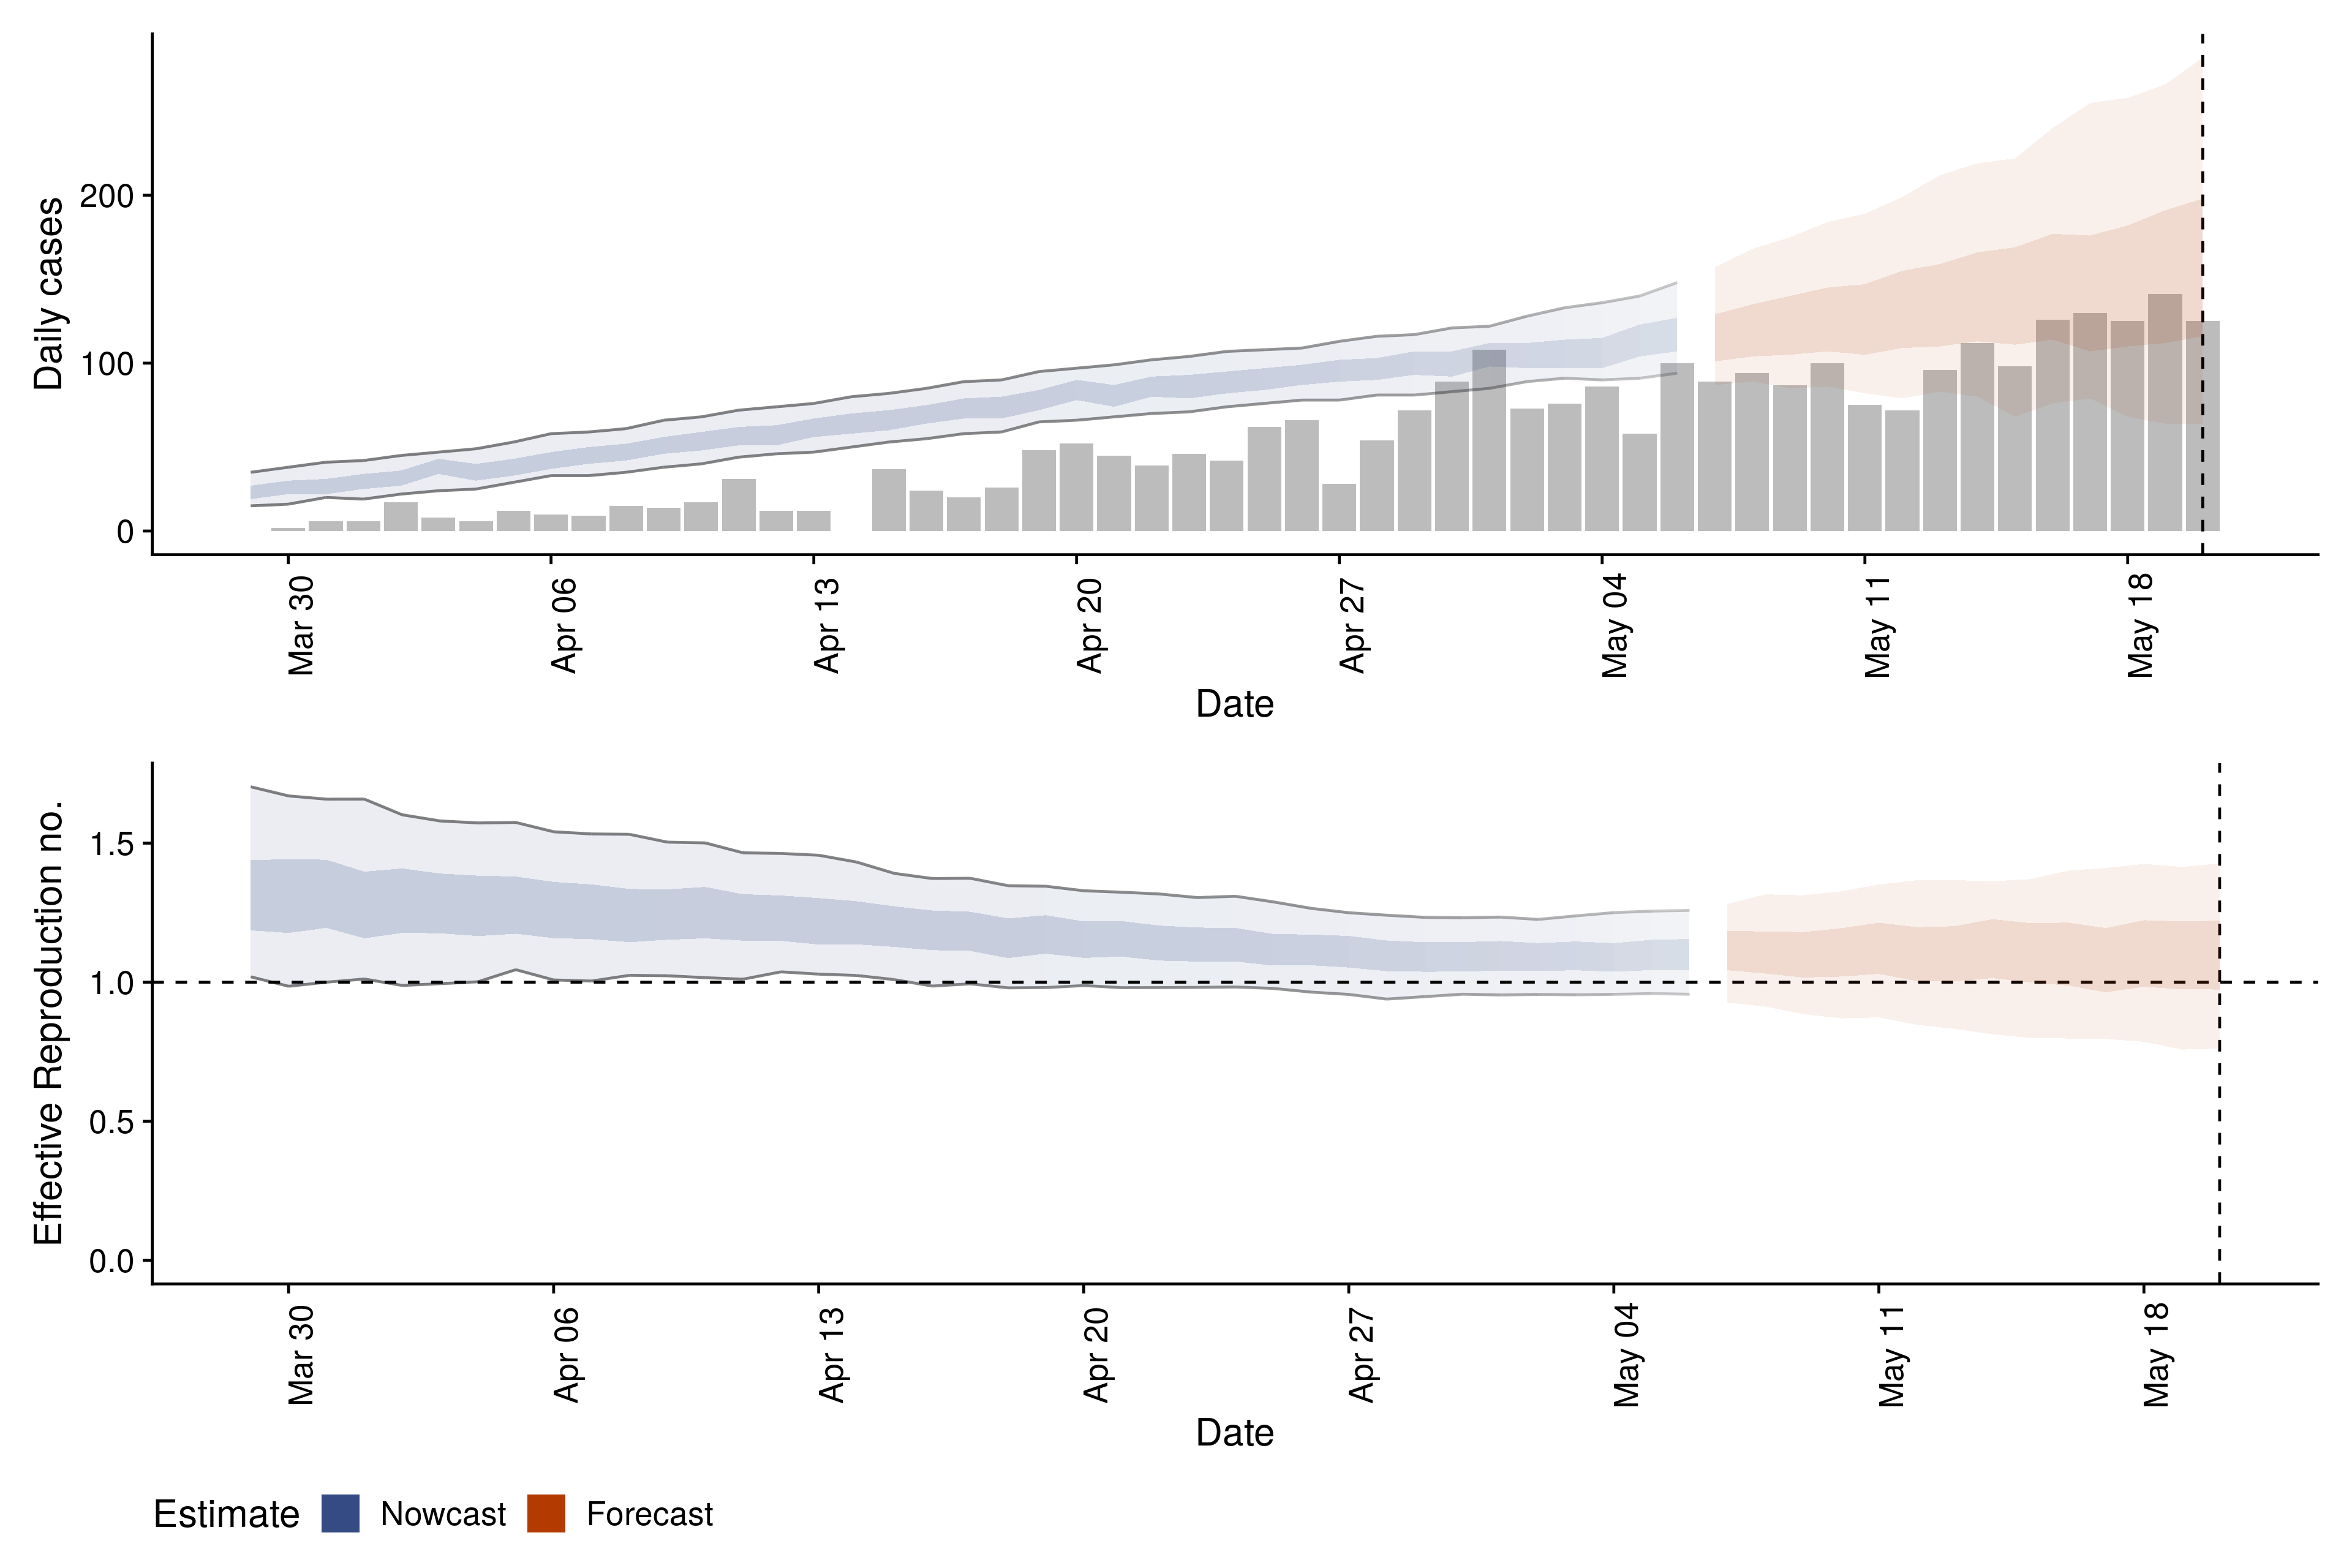 Daily cases
200
100
0
Mar 30
Apr 06
Apr 13
Apr 20
Apr 27
May 04
May 11
May 18
Date
Effective Reproduction no.
1.5
1.0
0.5
0.0
Mar 30
Apr 06
Apr 13
Apr 20
Apr 27
May 04
May 11
May 18
Date
Estimate Nowcast Forecast